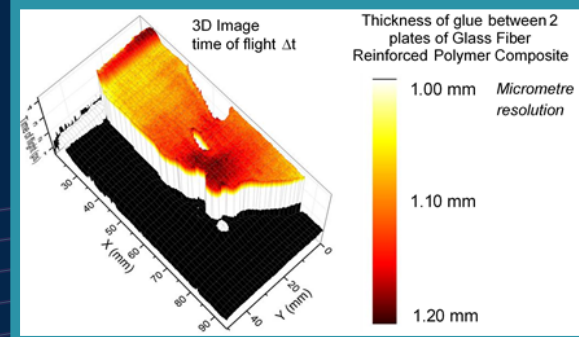 3D Image
time of flight Δt
Thickness of glue between 2
plates of Glass Fiber
Reinforced Polymer Composite
1.00 mm
Micrometre
resolution
1.10 mm
1.20 mm
30
40
50
60
70
80
90
X (mm)
0
20
40
Y (mm)